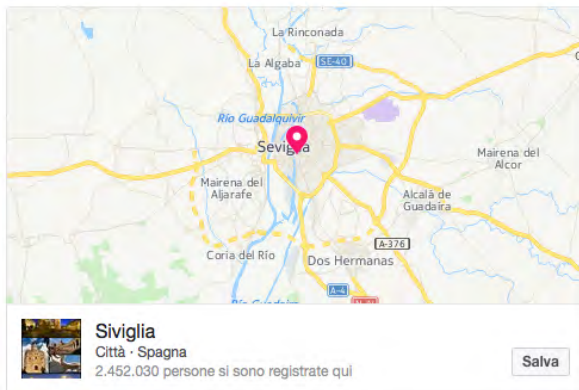 La Rinconada
La Algaba
SE-40
Río Guadalquivir
Seviglia
Mairena del
Alcor
Mairena del
Aljarafe
Alcalá de
Guadaíra
A-376
Coria del Río
Dos Hermanas
A-4
Siviglia
Città · Spagna
2.452.030 persone si sono registrate qui
Salva